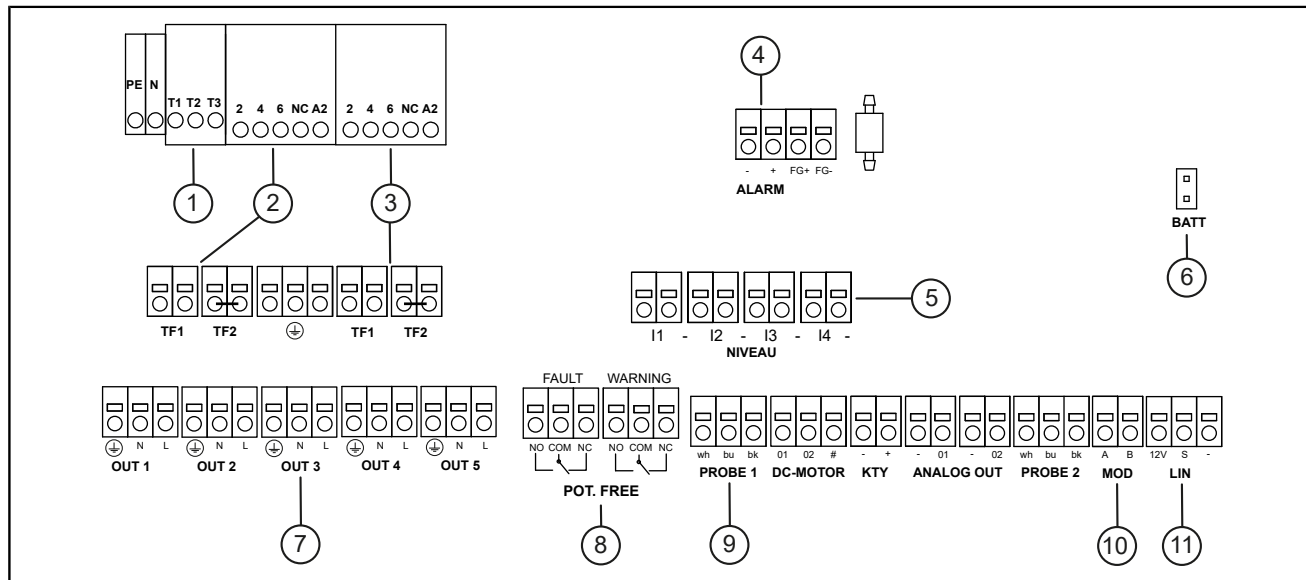 4
PE N
T1 T2 T3
2 4 6 NC A2
2 4 6 NC A2
- + FG+ FG-
ALARM
1
2
3
BATT
6
TF1 TF2 TF1 TF2
5
I1 - I2 - I3 - I4 -
NIVEAU
FAULT WARNING
N L N L N L N L N L
OUT 1 OUT 2 OUT 3 OUT 4 OUT 5
NO COM NC NO COM NC
POT. FREE
wh bu bk 01 02 # - + - 01 - 02 wh bu bk A B 12V S -
PROBE 1 DC-MOTOR KTY ANALOG OUT PROBE 2 MOD LIN
7
8
9
10
11